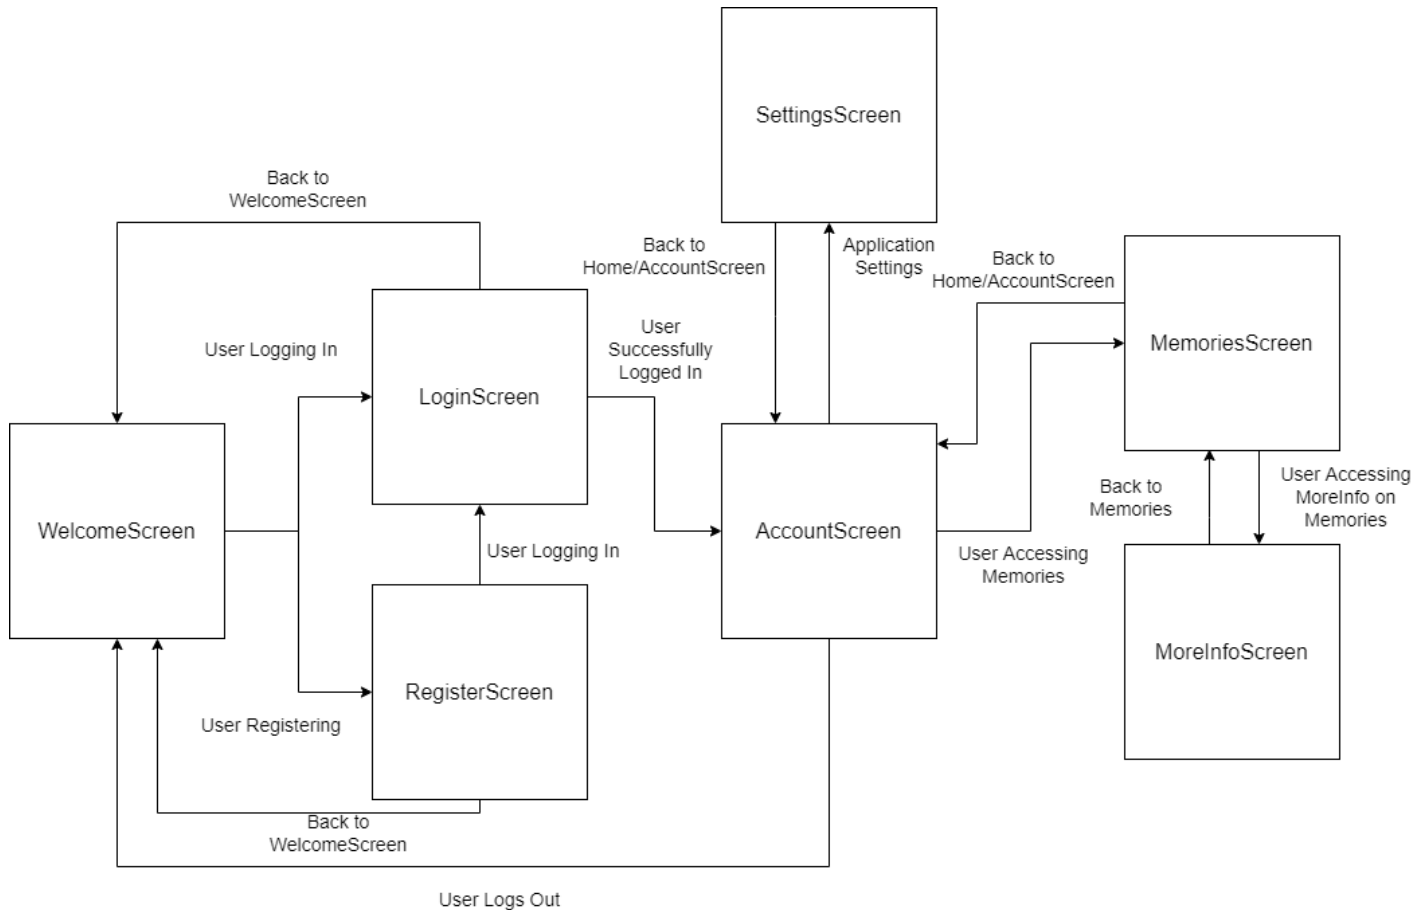 SettingsScreen
Back to
WelcomeScreen
Back to
Home/AccountScreen
Application
Settings
Back to
Home/AccountScreen
User Logging In
User
Successfully
Logged In
MemoriesScreen
LoginScreen
WelcomeScreen
AccountScreen
Back to
Memories
User Accessing
MoreInfo on
Memories
User Logging In
User Accessing
Memories
MoreInfoScreen
RegisterScreen
User Registering
Back to
WelcomeScreen
User Logs Out